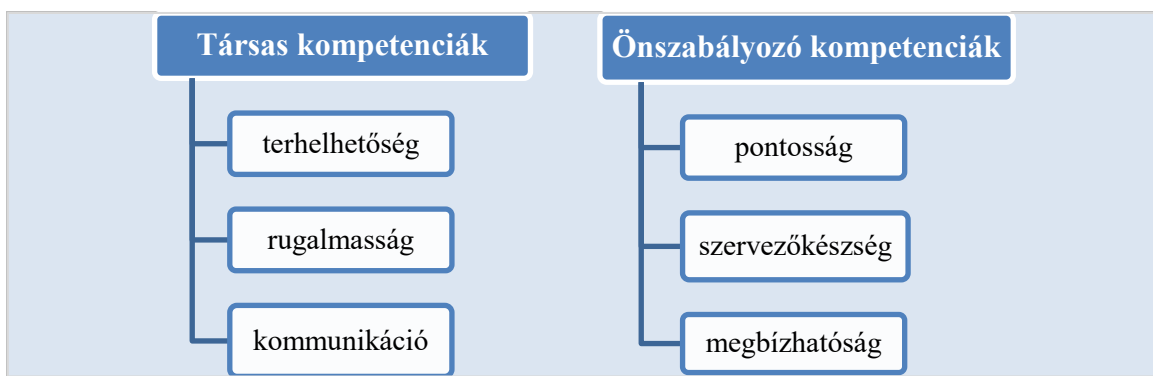 Társas kompetenciák
terhelhetőség
rugalmasság
kommunikáció
Önszabályozó kompetenciák
pontosság
szervezőkészség
megbízhatóság